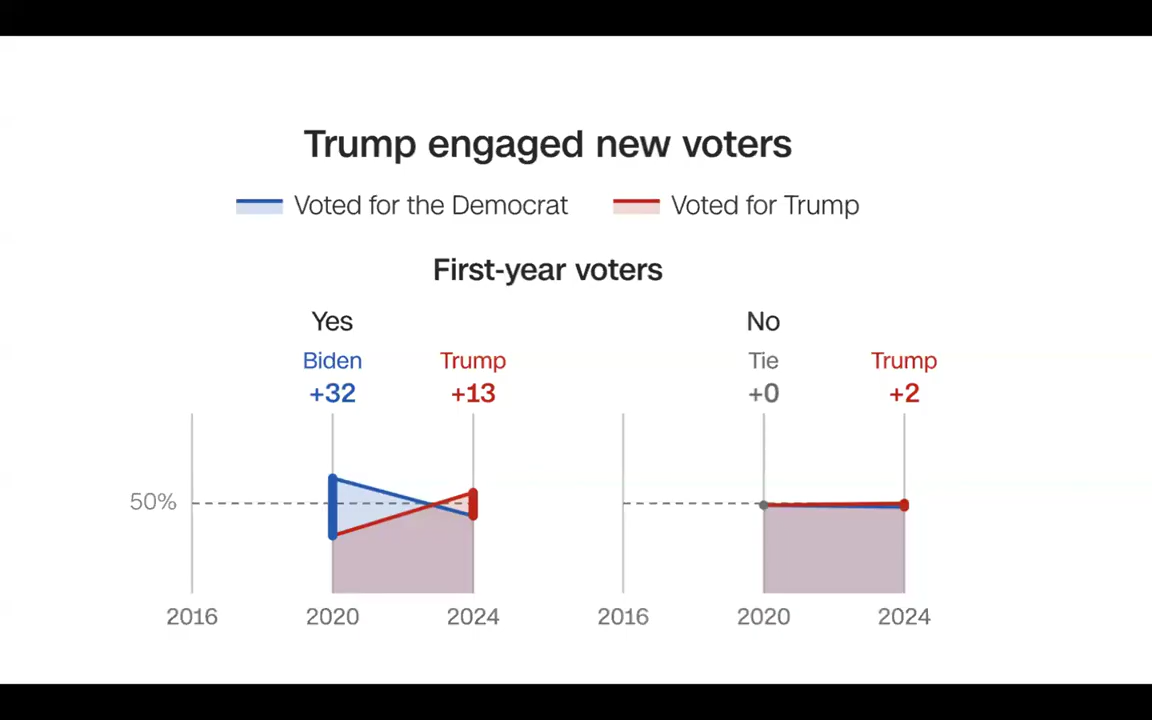 Trump engaged new voters
Voted for the Democrat Voted for Trump
First-year voters
Yes No
Biden Trump Tie Trump
+32 +13 +0 +2
50%
2016 2020 2024 2016 2020 2024